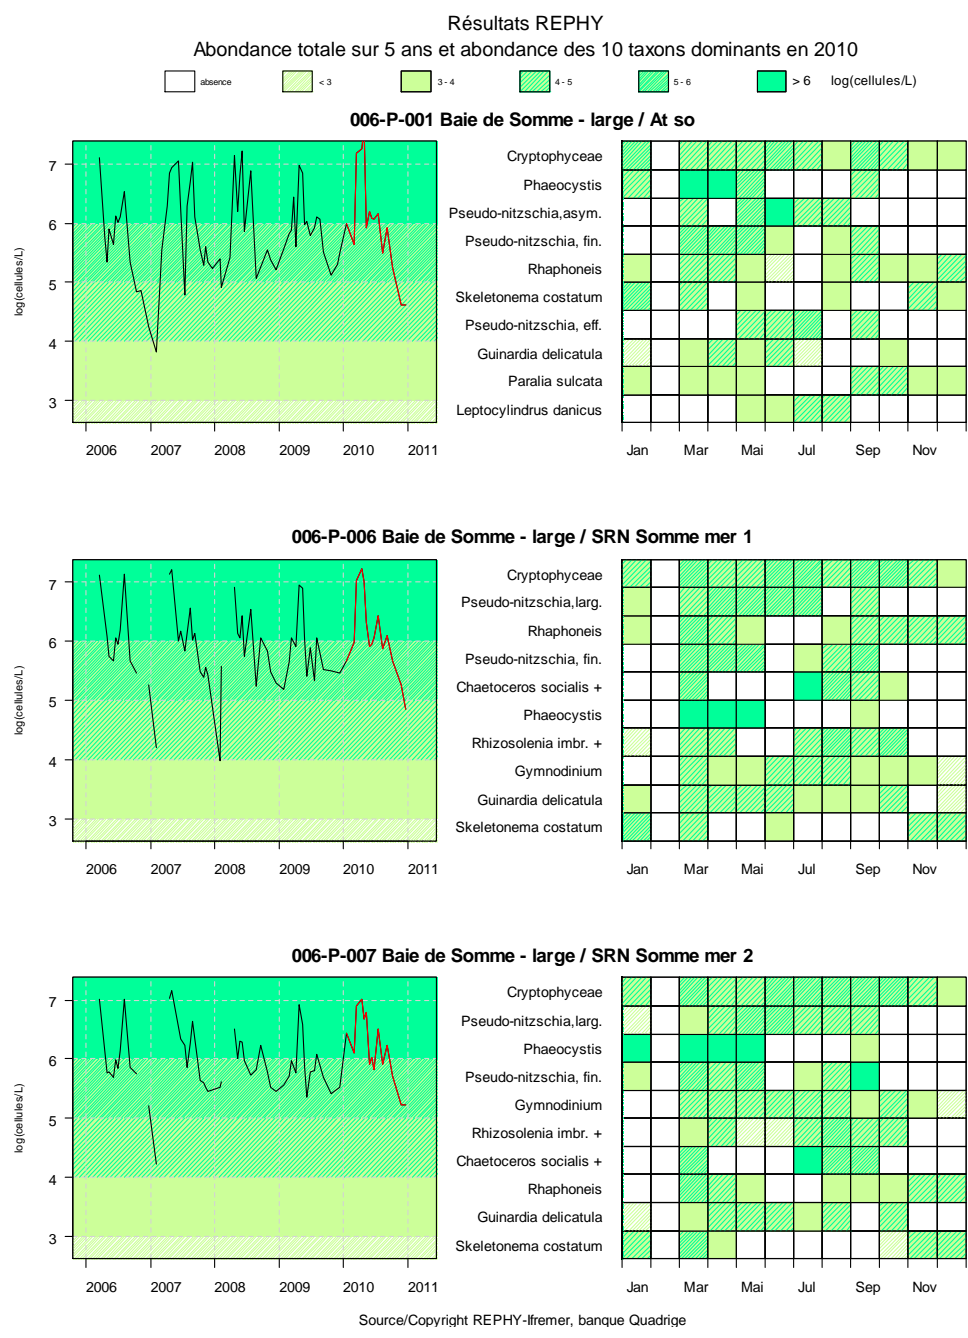 Résultats REPHY
Abondance totale sur 5 ans et abondance des 10 taxons dominants en 2010
absence < 3 3 - 4 4 - 5 5 - 6 > 6 log(cellules/L)
006-P-001 Baie de Somme - large / At so
log(cellules/L)
7
6
5
4
3
2006 2007 2008 2009 2010 2011
Cryptophyceae
Phaeocystis
Pseudo-nitzschia,asym.
Pseudo-nitzschia, fin.
Rhaphoneis
Skeletonema costatum
Pseudo-nitzschia, eff.
Guinardia delicatula
Paralia sulcata
Leptocylindrus danicus
Jan Mar Mai Jul Sep Nov
006-P-006 Baie de Somme - large / SRN Somme mer 1
log(cellules/L)
7
6
5
4
3
2006 2007 2008 2009 2010 2011
Cryptophyceae
Pseudo-nitzschia,larg.
Rhaphoneis
Pseudo-nitzschia, fin.
Chaetoceros socialis +
Phaeocystis
Rhizosolenia imbr. +
Gymnodinium
Guinardia delicatula
Skeletonema costatum
Jan Mar Mai Jul Sep Nov
006-P-007 Baie de Somme - large / SRN Somme mer 2
log(cellules/L)
7
6
5
4
3
2006 2007 2008 2009 2010 2011
Cryptophyceae
Pseudo-nitzschia,larg.
Phaeocystis
Pseudo-nitzschia, fin.
Gymnodinium
Rhizosolenia imbr. +
Chaetoceros socialis +
Rhaphoneis
Guinardia delicatula
Skeletonema costatum
Jan Mar Mai Jul Sep Nov
Source/Copyright REPHY-Ifremer, banque Quadrige